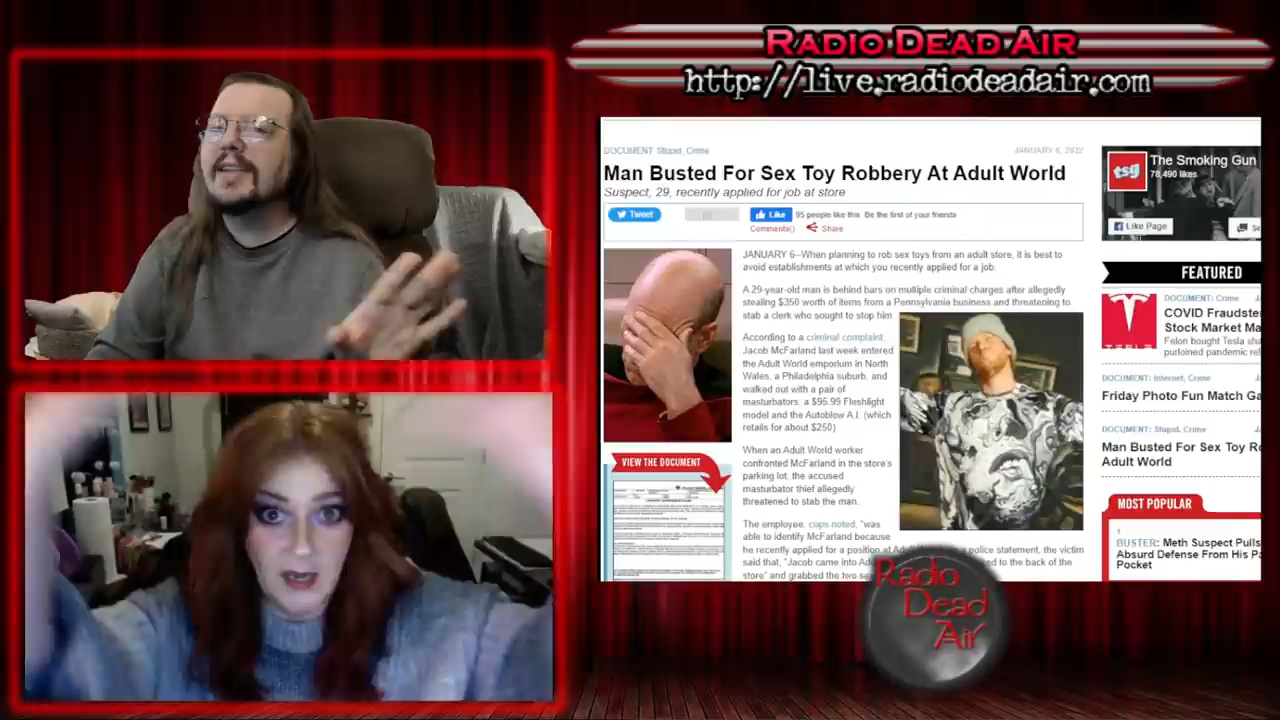 RADIO DEAD AIR
http://live.radiodeadair.com
DOCUMENT: Stupid, Crime
JANUARY 6, 2022
Man Busted For Sex Toy Robbery At Adult World
Suspect, 29, recently applied for job at store
Tweet
Like
95 people like this. Be the first of your friends
Comments()
Share
JANUARY 6--When planning to rob sex toys from an adult store, it is best to
avoid establishments at which you recently applied for a job.
A 29-year-old man is behind bars on multiple criminal charges after allegedly
stealing $350 worth of items from a Pennsylvania business and threatening to
stab a clerk who sought to stop him
According to a criminal complaint,
Jacob McFarland last week entered
the Adult World emporium in North
Wales, a Philadelphia suburb, and
walked out with a pair of
masturbators, a $95.99 Fleshlight
model and the Autoblow A.I. (which
retails for about $250)
When an Adult World worker
confronted McFarland in the store's
parking lot, the accused
masturbator thief allegedly
threatened to stab the man.
The employee, cops noted, "was
able to identify McFarland because
he recently applied for a position at police statement, the victim
said that, "Jacob came into to the back of the
store" and grabbed the two
VIEW THE DOCUMENT
tsg
The Smoking Gun
78,490 likes
Like Page
FEATURED
TESLA
DOCUMENT: Crime
COVID Fraudste
Stock Market Ma
Felon bought Tesla sha
purloined pandemic rel
DOCUMENT: Internet, Crime
Friday Photo Fun Match Ga
DOCUMENT: Stupid, Crime
Man Busted For Sex Toy Ro
Adult World
MOST POPULAR
1
BUSTER: Meth Suspect Pulls
Absurd Defense From His Pa
Pocket
Radio
Dead
Air